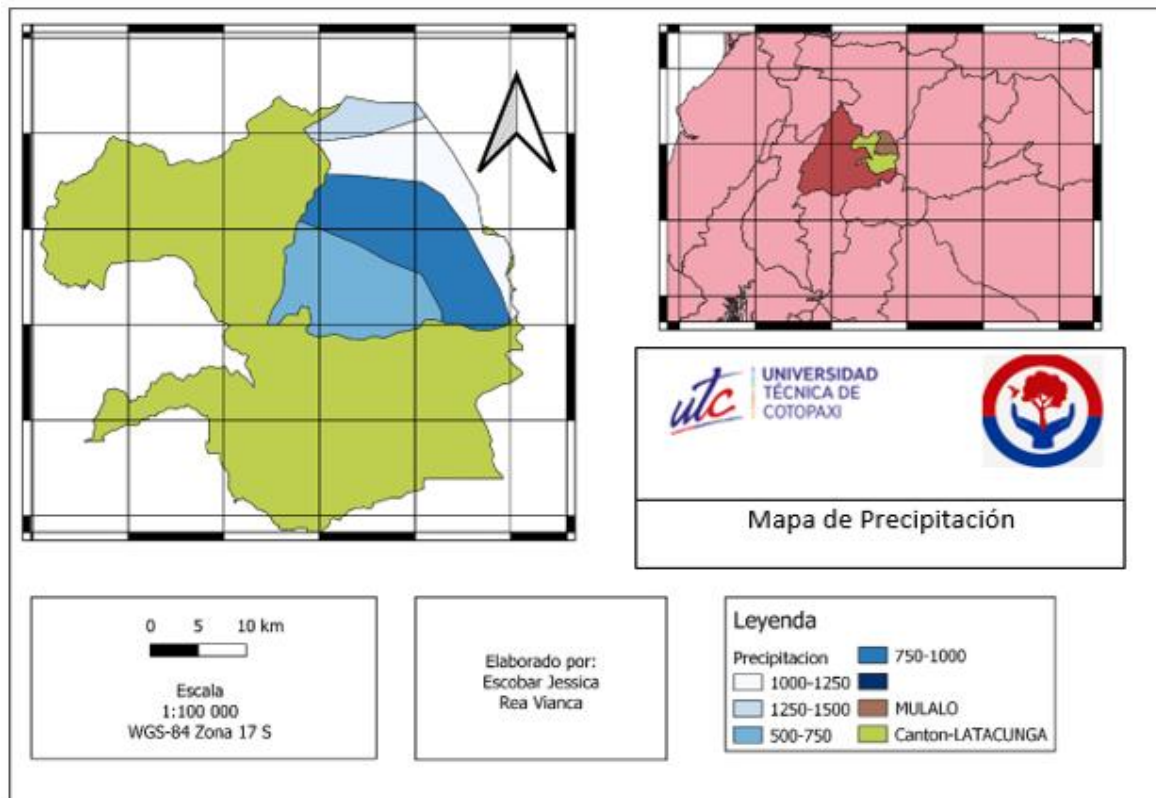 utc
UNIVERSIDAD
TÉCNICA DE
COTOPAXI
Mapa de Precipitación
0 5 10 km
Escala
1:100 000
WGS-84 Zona 17 S
Elaborado por:
Escobar Jessica
Rea Vianca
Leyenda
Precipitacion
1000-1250
1250-1500
500-750
750-1000
MULALO
Canton-LATACUNGA